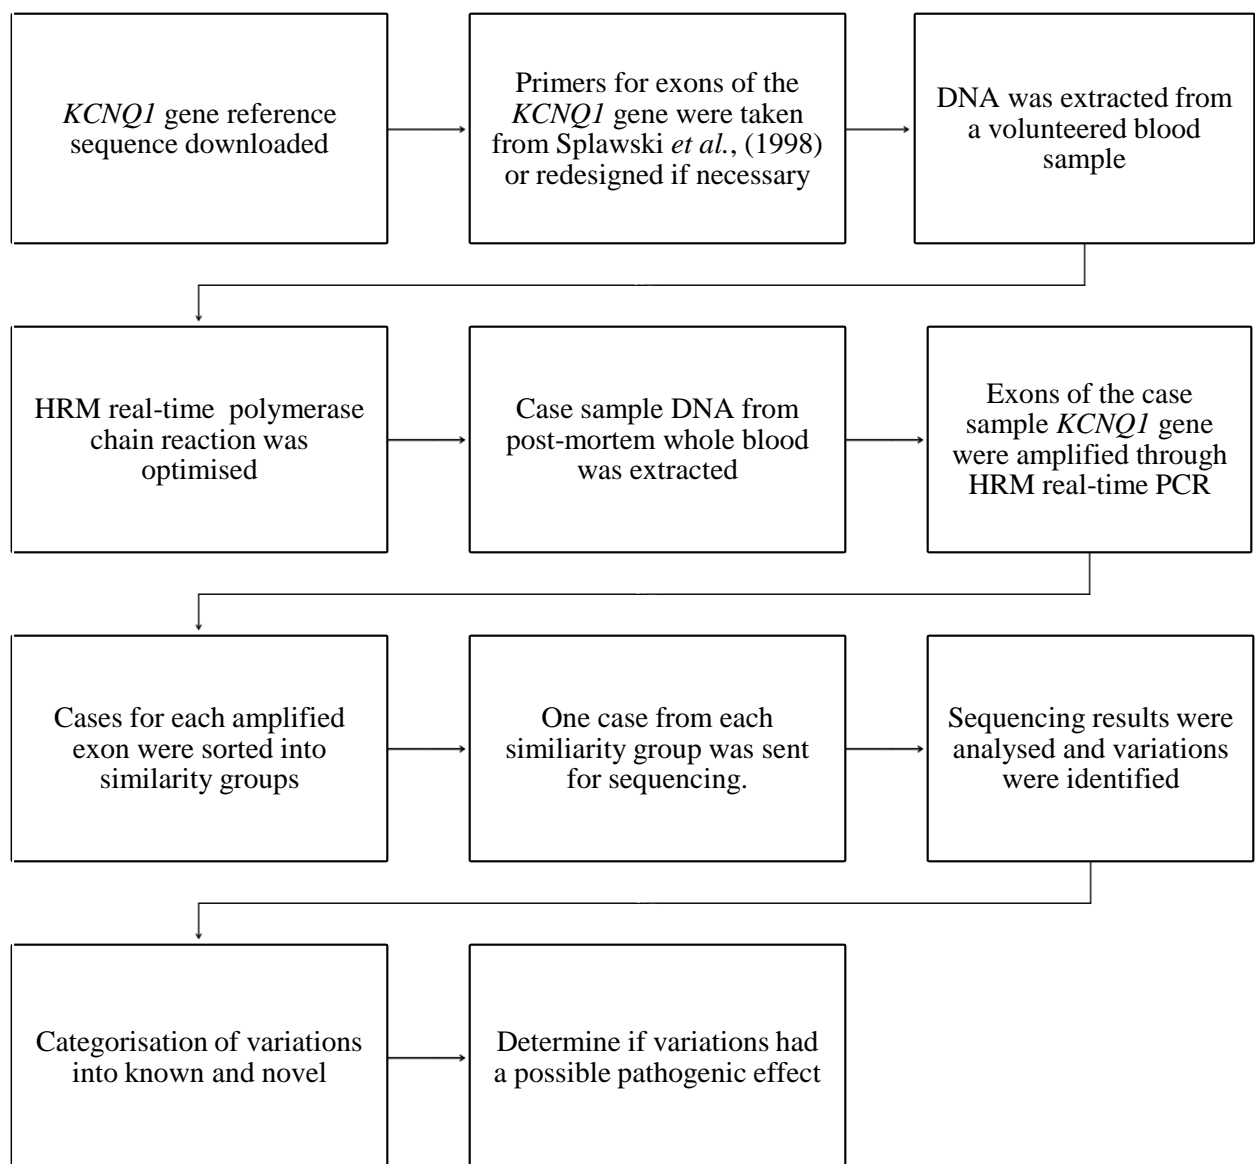 KCNQ1 gene reference
sequence downloaded
Primers for exons of the
KCNQ1 gene were taken
from Splawski et al., (1998)
or redesigned if necessary
DNA was extracted from
a volunteered blood
sample
HRM real-time polymerase
chain reaction was
optimised
Case sample DNA from
post-mortem whole blood
was extracted
Exons of the case
sample KCNQ1 gene
were amplified through
HRM real-time PCR
Cases for each amplified
exon were sorted into
similarity groups
One case from each
similiarity group was sent
for sequencing.
Sequencing results were
analysed and variations
were identified
Categorisation of variations
into known and novel
Determine if variations had
a possible pathogenic effect